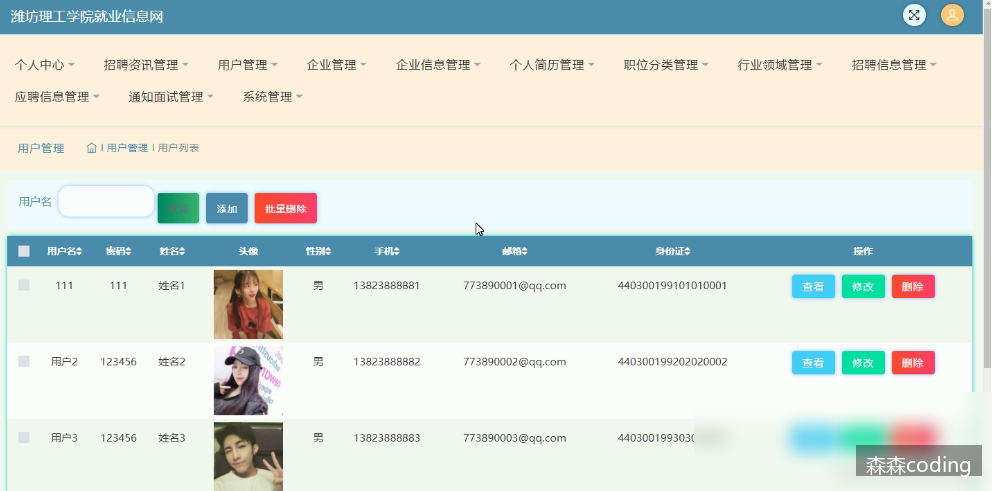 潍坊理工学院就业信息网
个人中心 招聘资讯管理 用户管理 企业管理 企业信息管理 个人简历管理 职位分类管理 行业领域管理 招聘信息管理
应聘信息管理 通知面试管理 系统管理
用户管理 用户管理 用户列表
用户名 添加 批量删除
用户名 密码 姓名 头像 性别 手机 邮箱 身份证 操作
111 111 姓名1 男 13823888881 773890001@qq.com 440300199101010001 查看 修改 删除
用户2 123456 姓名2 男 13823888882 773890002@qq.com 440300199202020002 查看 修改 删除
用户3 123456 姓名3 男 13823888883 773890003@qq.com
森森coding